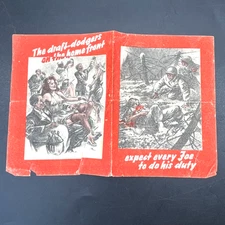 The draft-dodgers
on the home front
expect every Joe
to do his duty